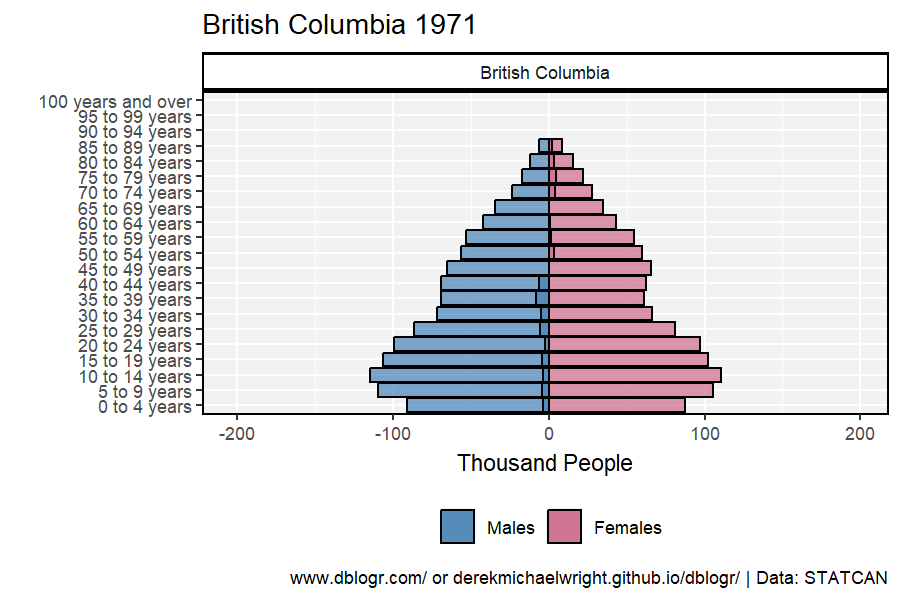 British Columbia 1971
British Columbia
100 years and over
95 to 99 years
90 to 94 years
85 to 89 years
80 to 84 years
75 to 79 years
70 to 74 years
65 to 69 years
60 to 64 years
55 to 59 years
50 to 54 years
45 to 49 years
40 to 44 years
35 to 39 years
30 to 34 years
25 to 29 years
20 to 24 years
15 to 19 years
10 to 14 years
5 to 9 years
0 to 4 years
-200 -100 0 100 200
Thousand People
Males Females
www.dblogr.com/ or derekmichaelwright.github.io/dblogr/ | Data: STATCAN